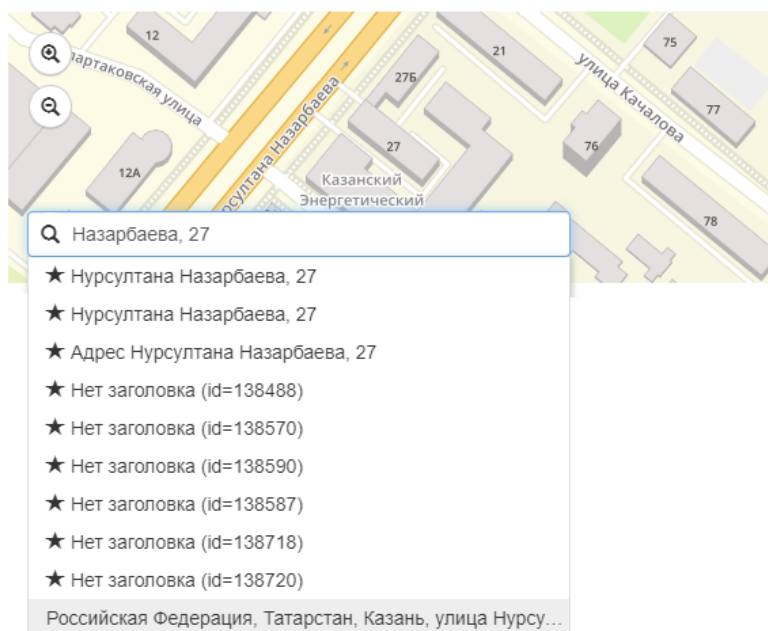 12
21
75
Спартаковская улица
улица Качалова
27Б
77
Нурсултана Назарбаева
27
76
12А
Казанский
Энергетический
78
Назарбаева, 27
★ Нурсултана Назарбаева, 27
★ Нурсултана Назарбаева, 27
★ Адрес Нурсултана Назарбаева, 27
★ Нет заголовка (id=138488)
★ Нет заголовка (id=138570)
★ Нет заголовка (id=138590)
★ Нет заголовка (id=138587)
★ Нет заголовка (id=138718)
★ Нет заголовка (id=138720)
Российская Федерация, Татарстан, Казань, улица Нурсу...